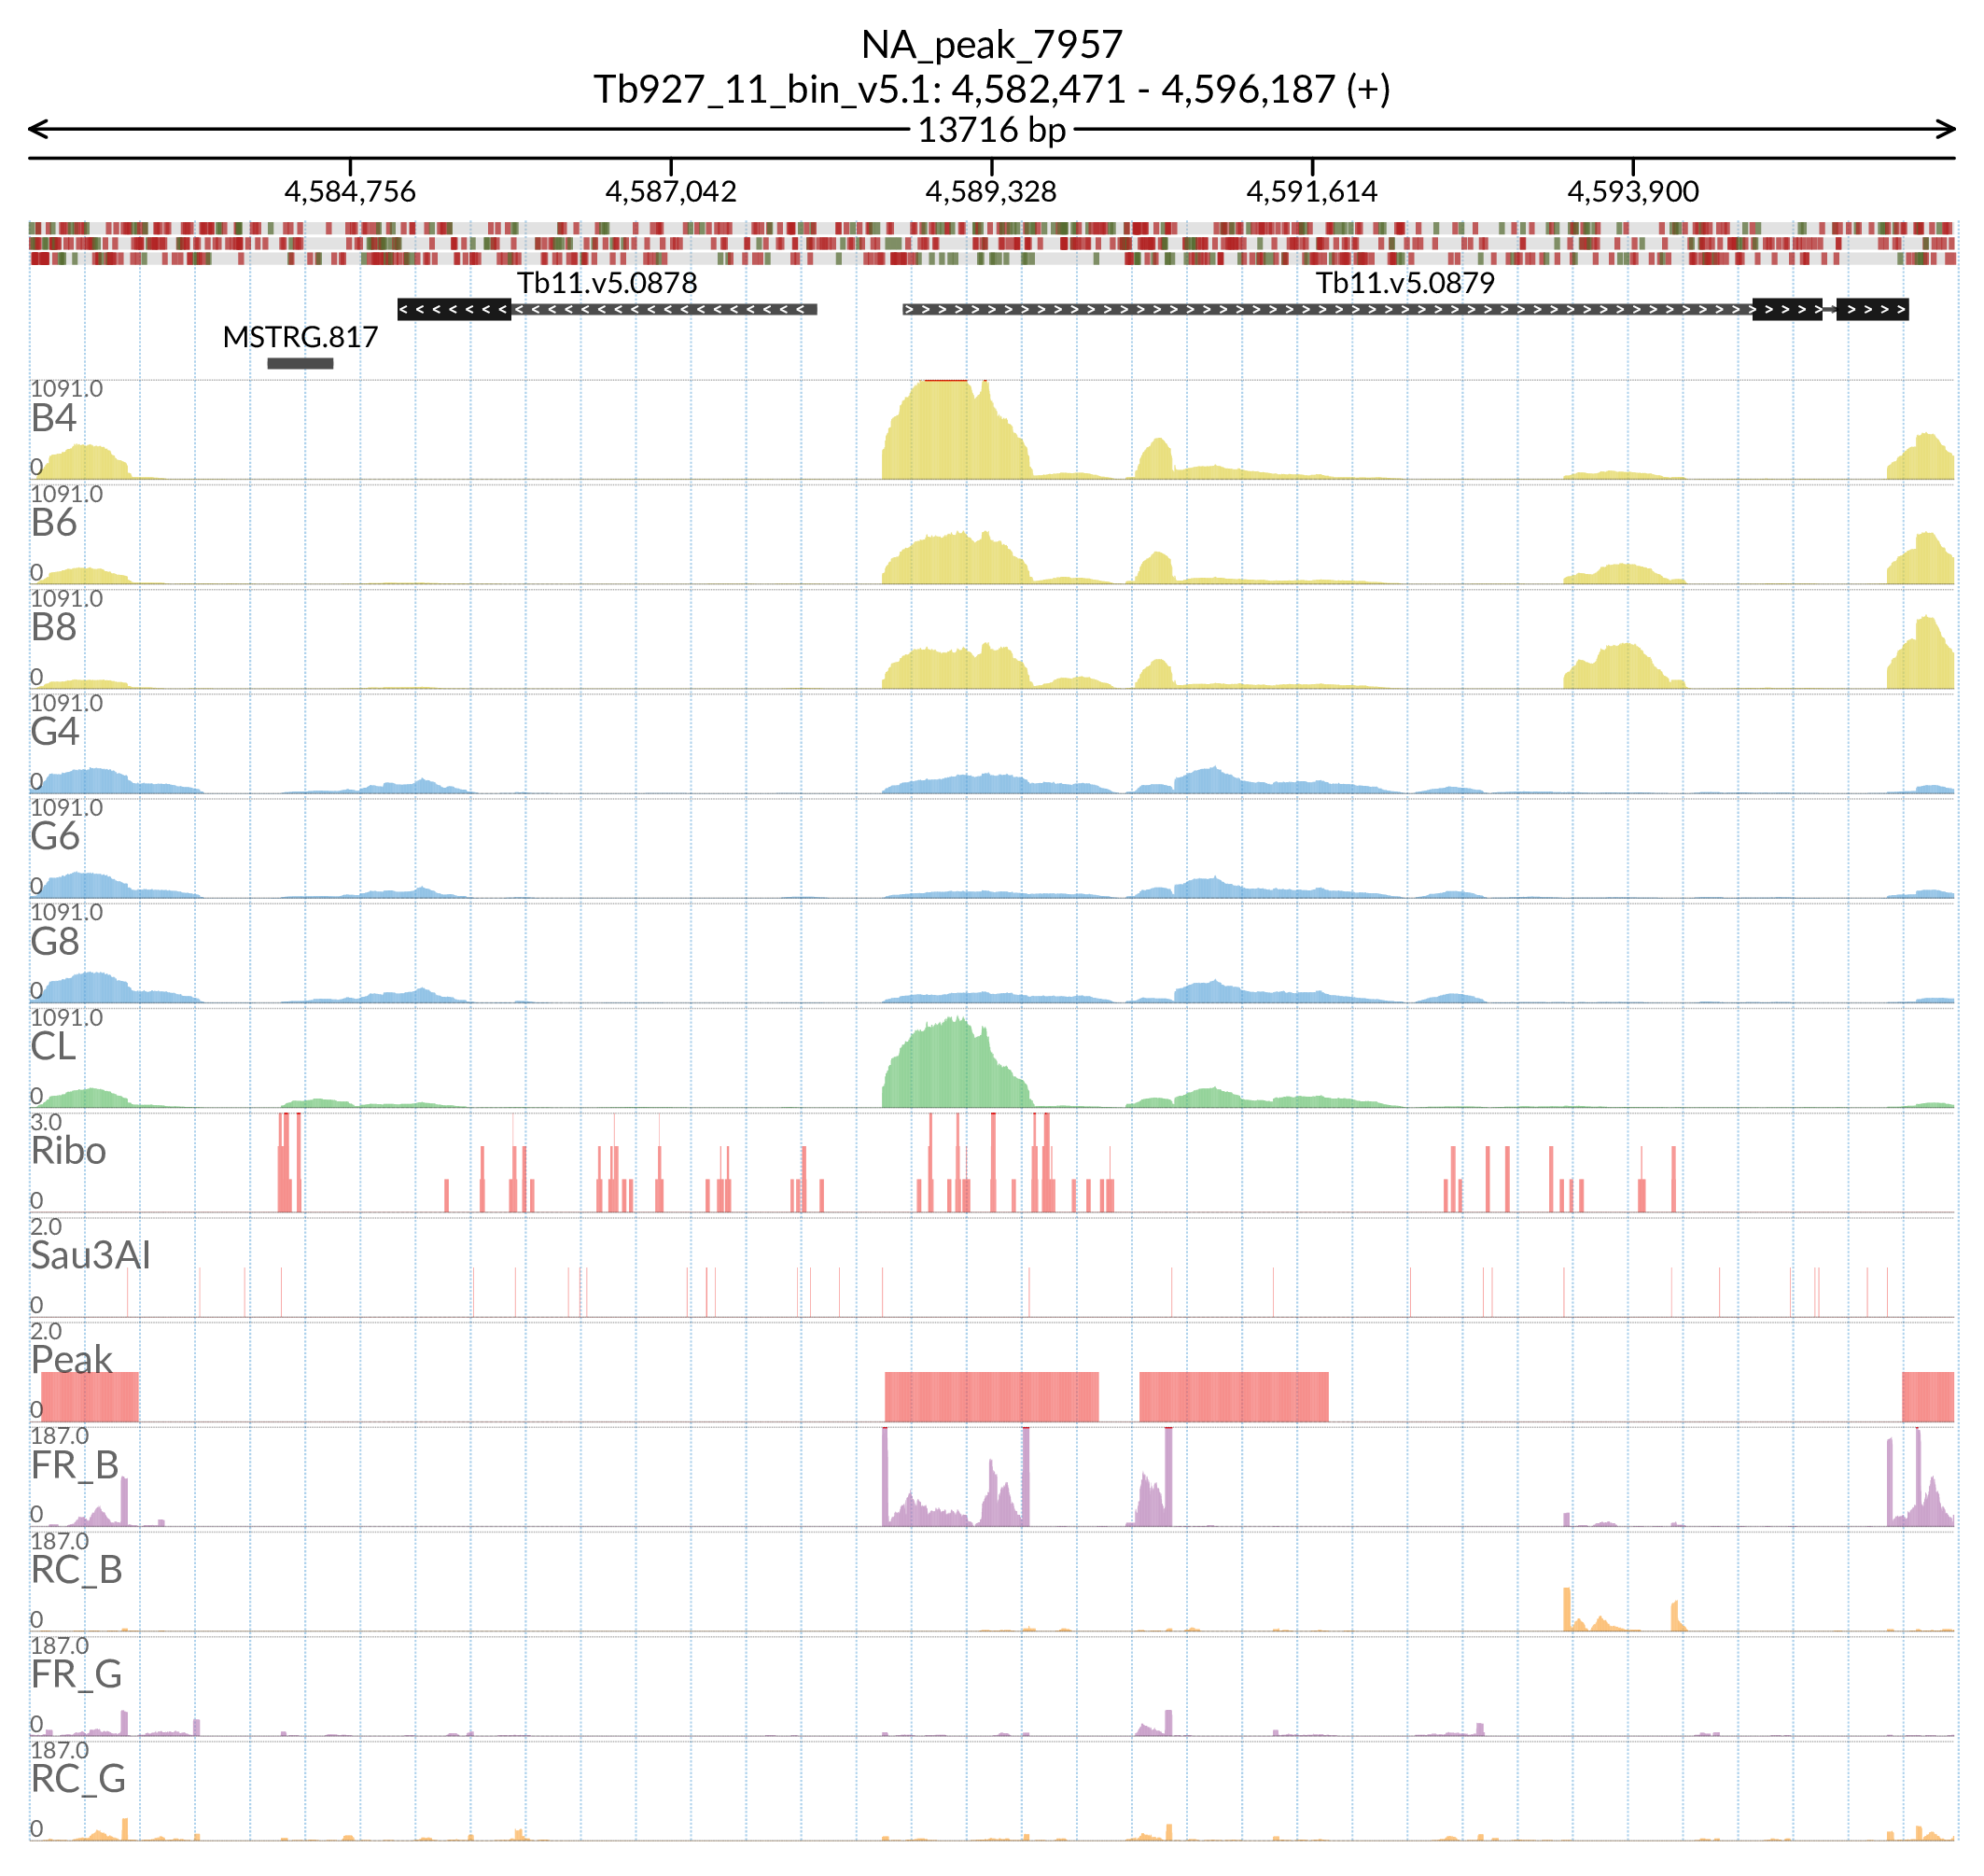 NA_peak_7957
Tb927_11_bin_v5.1: 4,582,471 - 4,596,187 (+)
13716 bp
4,584,756 4,587,042 4,589,328 4,591,614 4,593,900
Tb11.v5.0878 Tb11.v5.0879
MSTRG.817
1091.0
B4
0
1091.0
B6
0
1091.0
B8
0
1091.0
G4
0
1091.0
G6
0
1091.0
G8
0
1091.0
CL
0
3.0
Ribo
0
2.0
Sau3AI
0
2.0
Peak
0
187.0
FR_B
0
187.0
RC_B
0
187.0
FR_G
0
187.0
RC_G
0